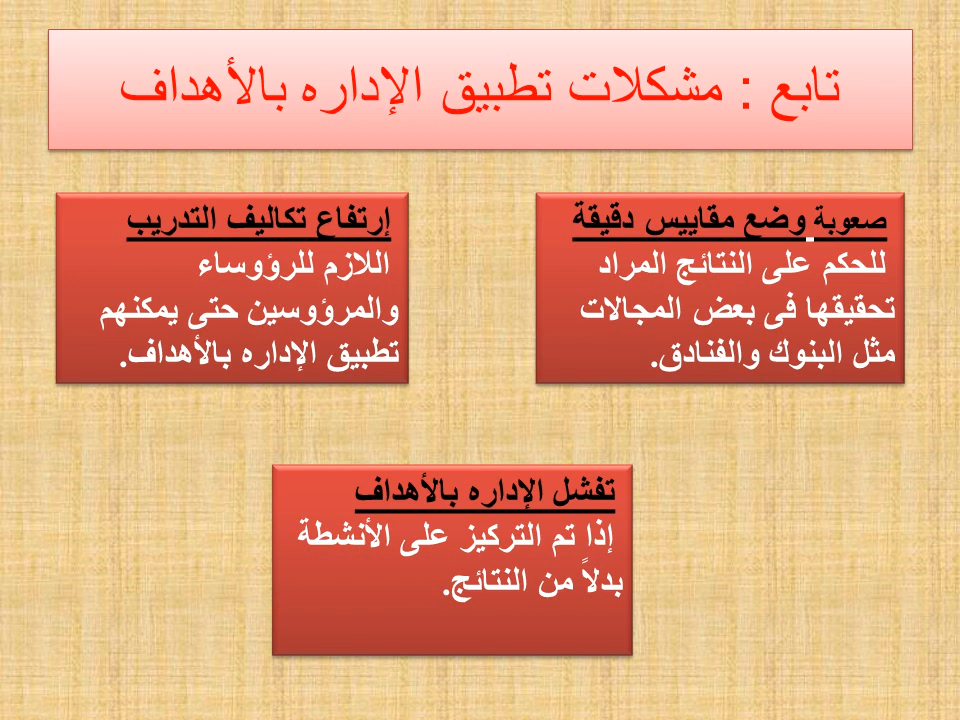 تابع : مشكلات تطبيق الإداره بالأهداف
صعوبة وضع مقاييس دقيقة
للحكم على النتائج المراد
تحقيقها فى بعض المجالات
مثل البنوك والفنادق.
إرتفاع تكاليف التدريب
اللازم للرؤوساء
والمرؤوسين حتى يمكنهم
تطبيق الإداره بالأهداف.
تفشل الإداره بالأهداف
إذا تم التركيز على الأنشطة
بدلاً من النتائج.